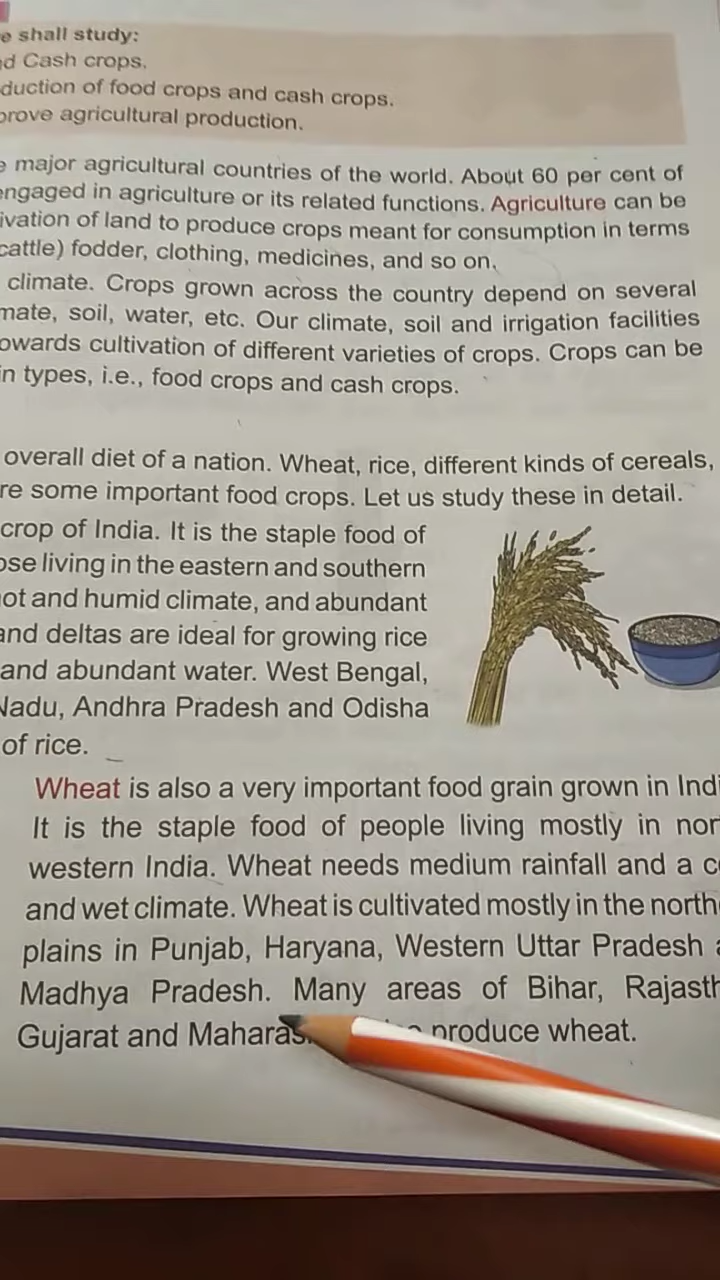 shall study:
Cash crops.
duction of food crops and cash crops.
prove agricultural production.
major agricultural countries of the world. About 60 per cent of
engaged in agriculture or its related functions. Agriculture can be
ivation of land to produce crops meant for consumption in terms
cattle) fodder, clothing, medicines, and so on.
climate. Crops grown across the country depend on several
mate, soil, water, etc. Our climate, soil and irrigation facilities
owards cultivation of different varieties of crops. Crops can be
in types, i.e., food crops and cash crops.
overall diet of a nation. Wheat, rice, different kinds of cereals,
re some important food crops. Let us study these in detail.
crop of India. It is the staple food of
ose living in the eastern and southern
ot and humid climate, and abundant
and deltas are ideal for growing rice
and abundant water. West Bengal,
Nadu, Andhra Pradesh and Odisha
of rice.
Wheat is also a very important food grain grown in Indi
It is the staple food of people living mostly in nor
western India. Wheat needs medium rainfall and a c
and wet climate. Wheat is cultivated mostly in the north
plains in Punjab, Haryana, Western Uttar Pradesh a
Madhya Pradesh. Many areas of Bihar, Rajasth
Gujarat and Maharas produce wheat.